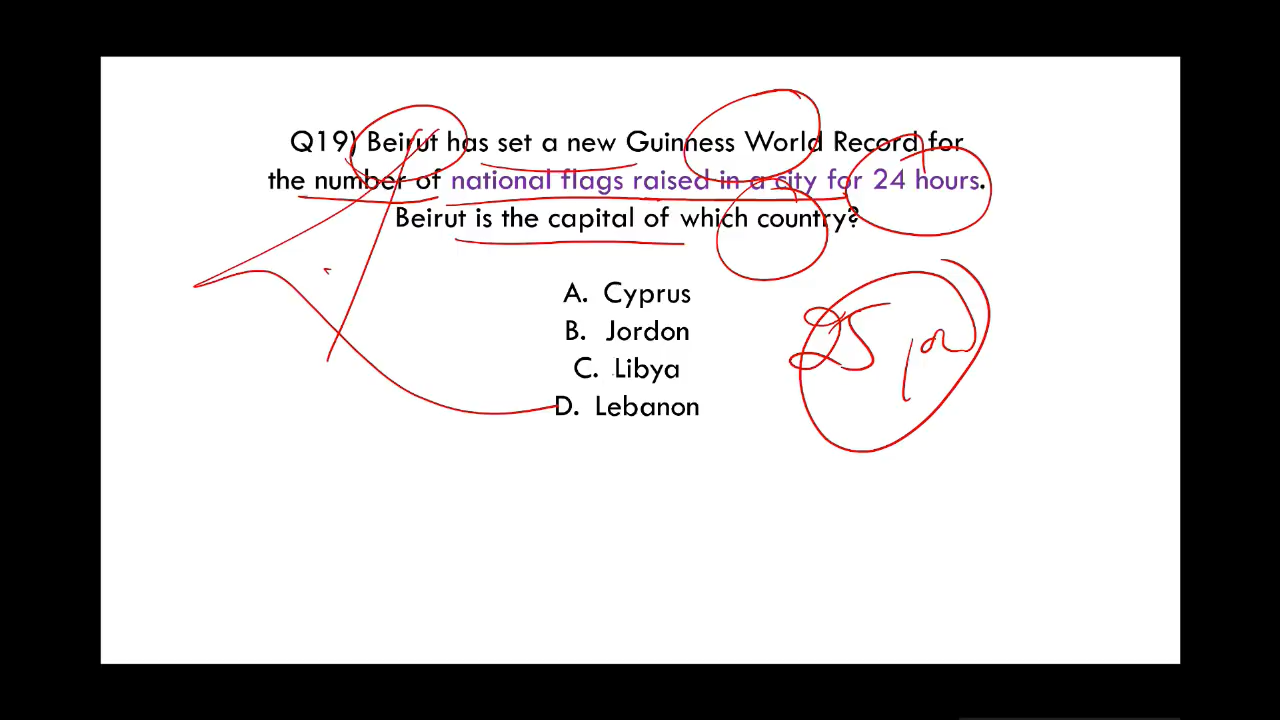 Q19) Beirut has set a new Guinness World Record for
the number of national flags raised in a city for 24 hours.
Beirut is the capital of which country?
A. Cyprus
B. Jordon
C. Libya
D. Lebanon
25